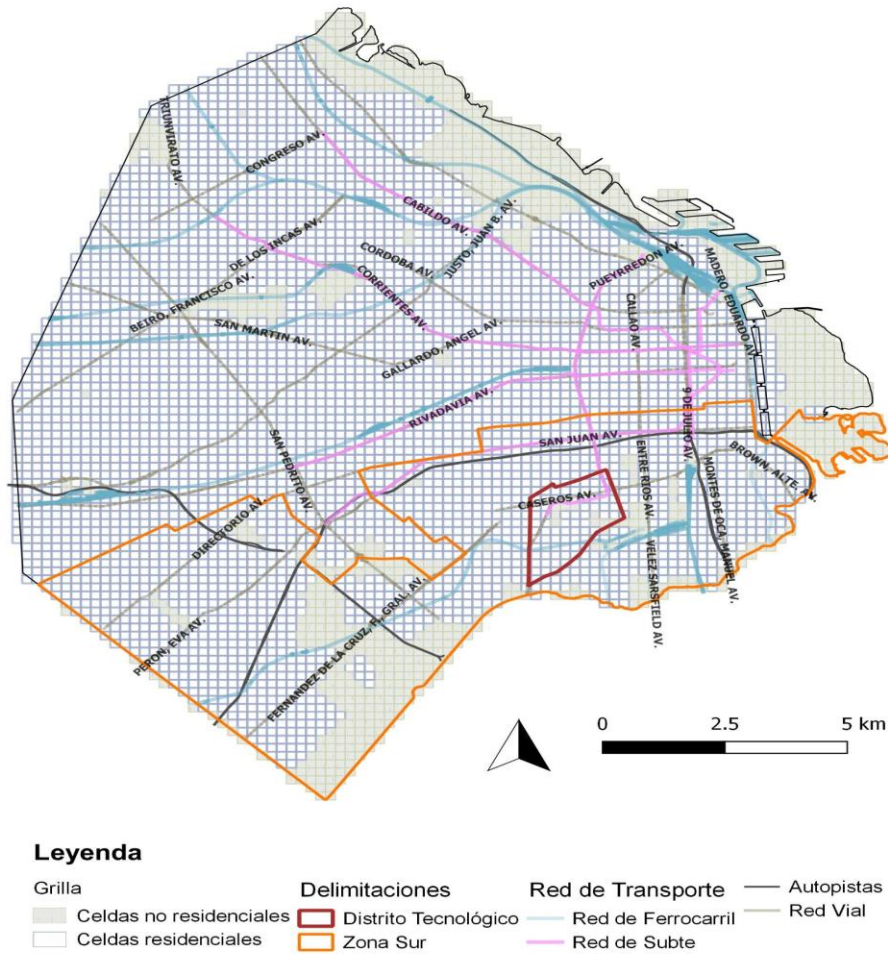 TRIUNVIRATO AV.
CONGRESO AV.
CABILDO AV.
JUSTO, JUAN B. AV.
DE LOS INCAS AV.
CORDOBA AV.
PUEYRREDON AV.
MADERO, EDUARDO AV.
BEIRO, FRANCISCO AV.
CORRIENTES AV.
CALLAO AV.
SAN MARTIN AV.
GALLARDO, ANGEL AV.
RIVADAVIA AV.
9 DE JULIO AV.
SAN PEDRITO AV.
SAN JUAN AV.
ENTRE RIOS AV.
BROWN, ALTE. AV.
DIRECTORIO AV.
CASEROS AV.
MONTES DE OCA, MANUEL AV.
VELEZ SARSFIELD AV.
PERON, EVA AV.
FERNANDEZ DE LA CRUZ, F., GRAL. AV.
0 2.5 5 km
Leyenda
Grilla
Celdas no residenciales
Celdas residenciales
Delimitaciones
Distrito Tecnológico
Zona Sur
Red de Transporte
Red de Ferrocarril
Red de Subte
Autopistas
Red Vial